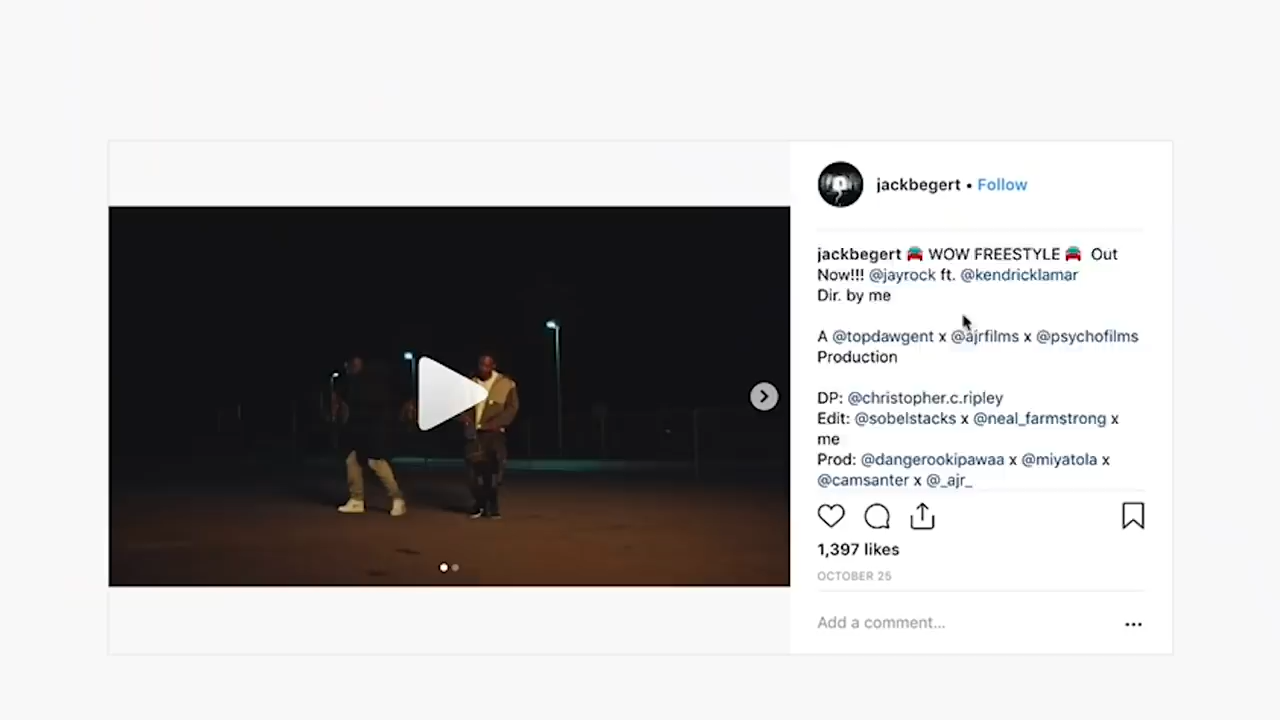 jackbegert • Follow
jackbegert 🚘 WOW FREESTYLE 🚘 Out
Now!!! @jayrock ft. @kendricklamar
Dir. by me
A @topdawgent x @ajrfilms x @psychofilms
Production
DP: @christopher.c.ripley
Edit: @sobelstacks x @neal_farmstrong x
me
Prod: @dangerookipawaa x @miyatola x
@camsanter x @_ajr_
1,397 likes
OCTOBER 25
Add a comment...